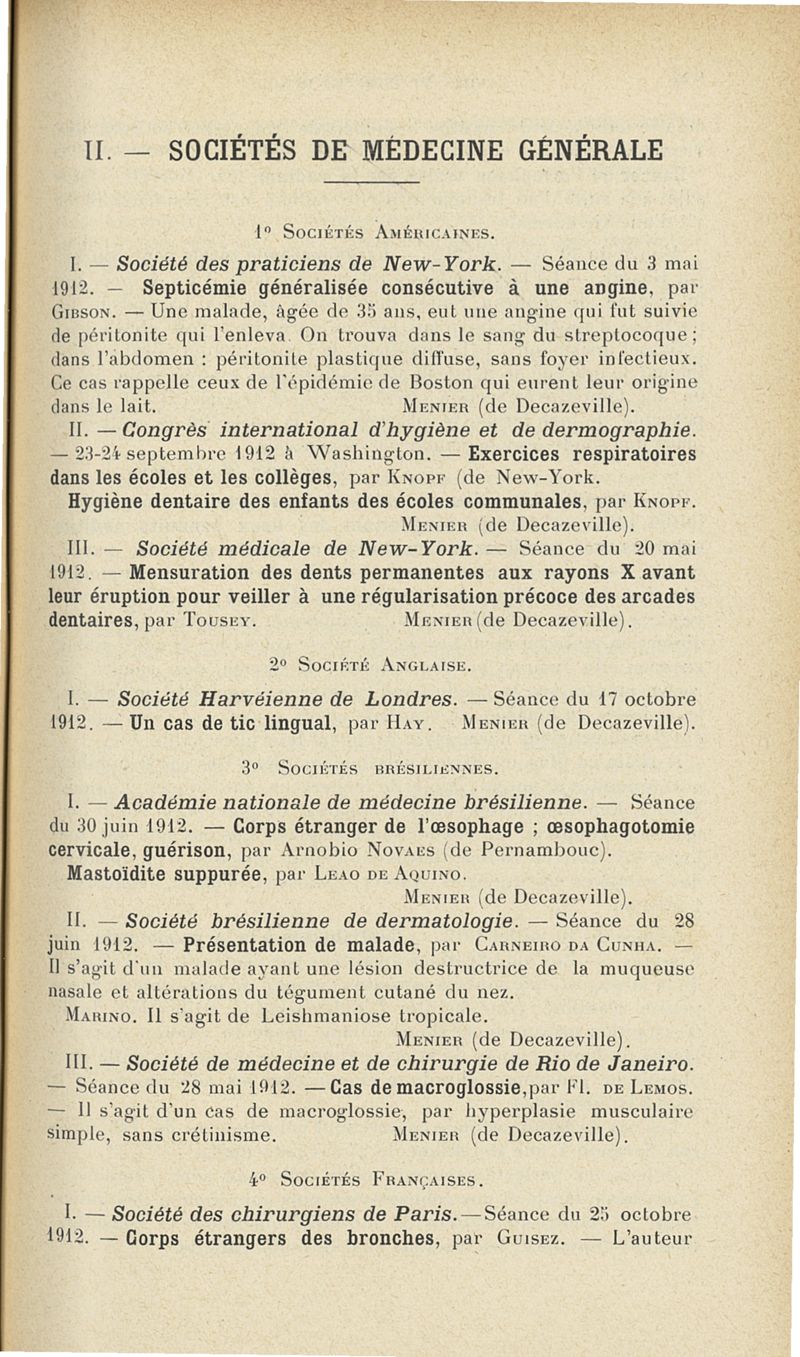 II. — SOCIÉTÉS DE MÉDECINE GÉNÉRALE
1º Sociétés Américaines.
I. — Société des praticiens de New-York. — Séance du 3 mai
1912. — Septicémie généralisée consécutive à une angine, par
Gibson. — Une malade, âgée de 35 ans, eut une angine qui fut suivie
de péritonite qui l'enleva. On trouva dans le sang du streptocoque;
dans l'abdomen : péritonite plastique diffuse, sans foyer infectieux.
Ce cas rappelle ceux de l'épidémie de Boston qui eurent leur origine
dans le lait. Menier (de Decazeville).
II. — Congrès international d'hygiène et de dermographie.
— 23-24 septembre 1912 à Washington. — Exercices respiratoires
dans les écoles et les collèges, par Knopf (de New-York.
Hygiène dentaire des enfants des écoles communales, par Knopf.
Menier (de Decazeville).
III. — Société médicale de New-York. — Séance du 20 mai
1912. — Mensuration des dents permanentes aux rayons X avant
leur éruption pour veiller à une régularisation précoce des arcades
dentaires, par Tousey. Menier (de Decazeville).
2º Société Anglaise.
I. — Société Harvéienne de Londres. — Séance du 17 octobre
1912. — Un cas de tic lingual, par Hay. Menier (de Decazeville).
3º Sociétés brésiliennes.
I. — Académie nationale de médecine brésilienne. — Séance
du 30 juin 1912. — Corps étranger de l'œsophage ; œsophagotomie
cervicale, guérison, par Arnobio Novaes (de Pernambouc).
Mastoïdite suppurée, par Leao de Aquino.
Menier (de Decazeville).
II. — Société brésilienne de dermatologie. — Séance du 28
juin 1912. — Présentation de malade, par Carneiro da Cunha. —
Il s'agit d'un malade ayant une lésion destructrice de la muqueuse
nasale et altérations du tégument cutané du nez.
Marino. Il s'agit de Leishmaniose tropicale.
Menier (de Decazeville).
III. — Société de médecine et de chirurgie de Rio de Janeiro.
— Séance du 28 mai 1912. — Cas de macroglossie, par Fl. de Lemos.
— Il s'agit d'un cas de macroglossie, par hyperplasie musculaire
simple, sans crétinisme. Menier (de Decazeville).
4º Sociétés Françaises.
I. — Société des chirurgiens de Paris. — Séance du 25 octobre
1912. — Corps étrangers des bronches, par Guisez. — L'auteur